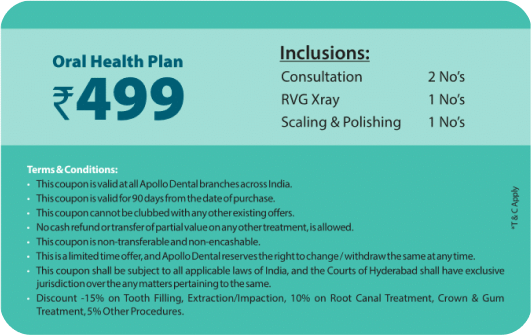 Oral Health Plan
₹499
Inclusions:
Consultation 2 No's
RVG Xray 1 No's
Scaling & Polishing 1 No's
Terms & Conditions:
• This coupon is valid at all Apollo Dental branches across India.
• This coupon is valid for 90 days from the date of purchase.
• This coupon cannot be clubbed with any other existing offers.
• No cash refund or transfer of partial value on any other treatment, is allowed.
• This coupon is non-transferable and non-encashable.
• This is a limited time offer, and Apollo Dental reserves the right to change / withdraw the same at any time.
• This coupon shall be subject to all applicable laws of India, and the Courts of Hyderabad shall have exclusive
jurisdiction over the any matters pertaining to the same.
• Discount -15% on Tooth Filling, Extraction/Impaction, 10% on Root Canal Treatment, Crown & Gum
Treatment, 5% Other Procedures.
*T & C Apply